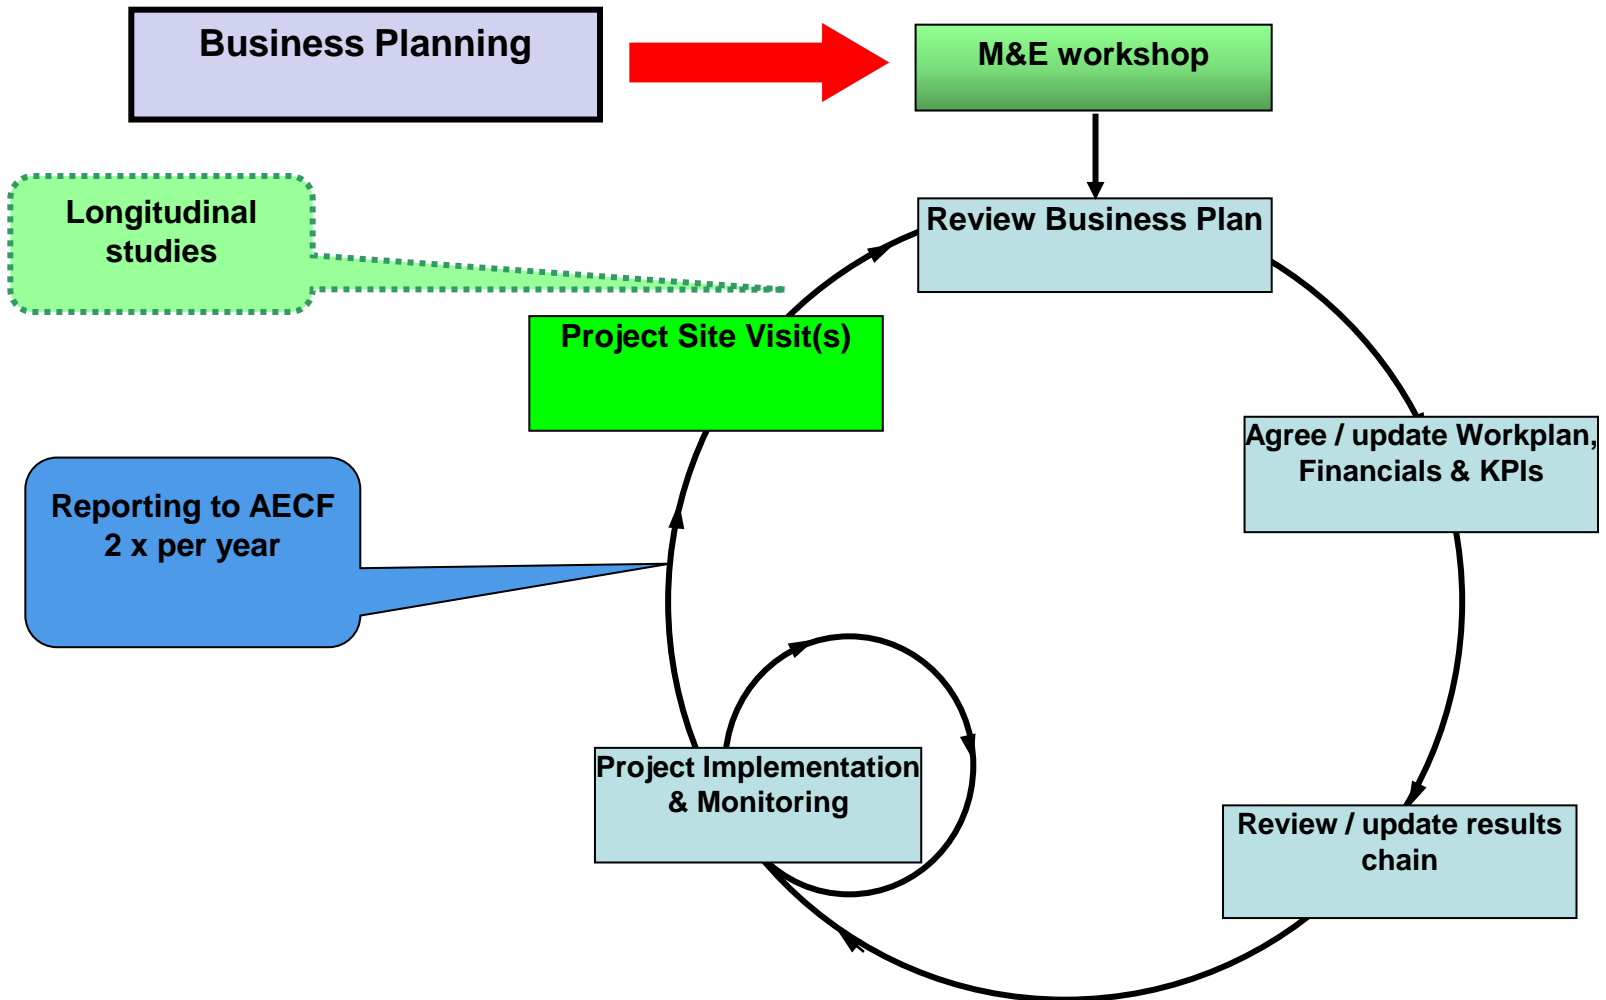 Business Planning
M&E workshop
Longitudinal
studies
Review Business Plan
Project Site Visit(s)
Agree / update Workplan,
Financials & KPIs
Reporting to AECF
2 x per year
Project Implementation
& Monitoring
Review / update results
chain